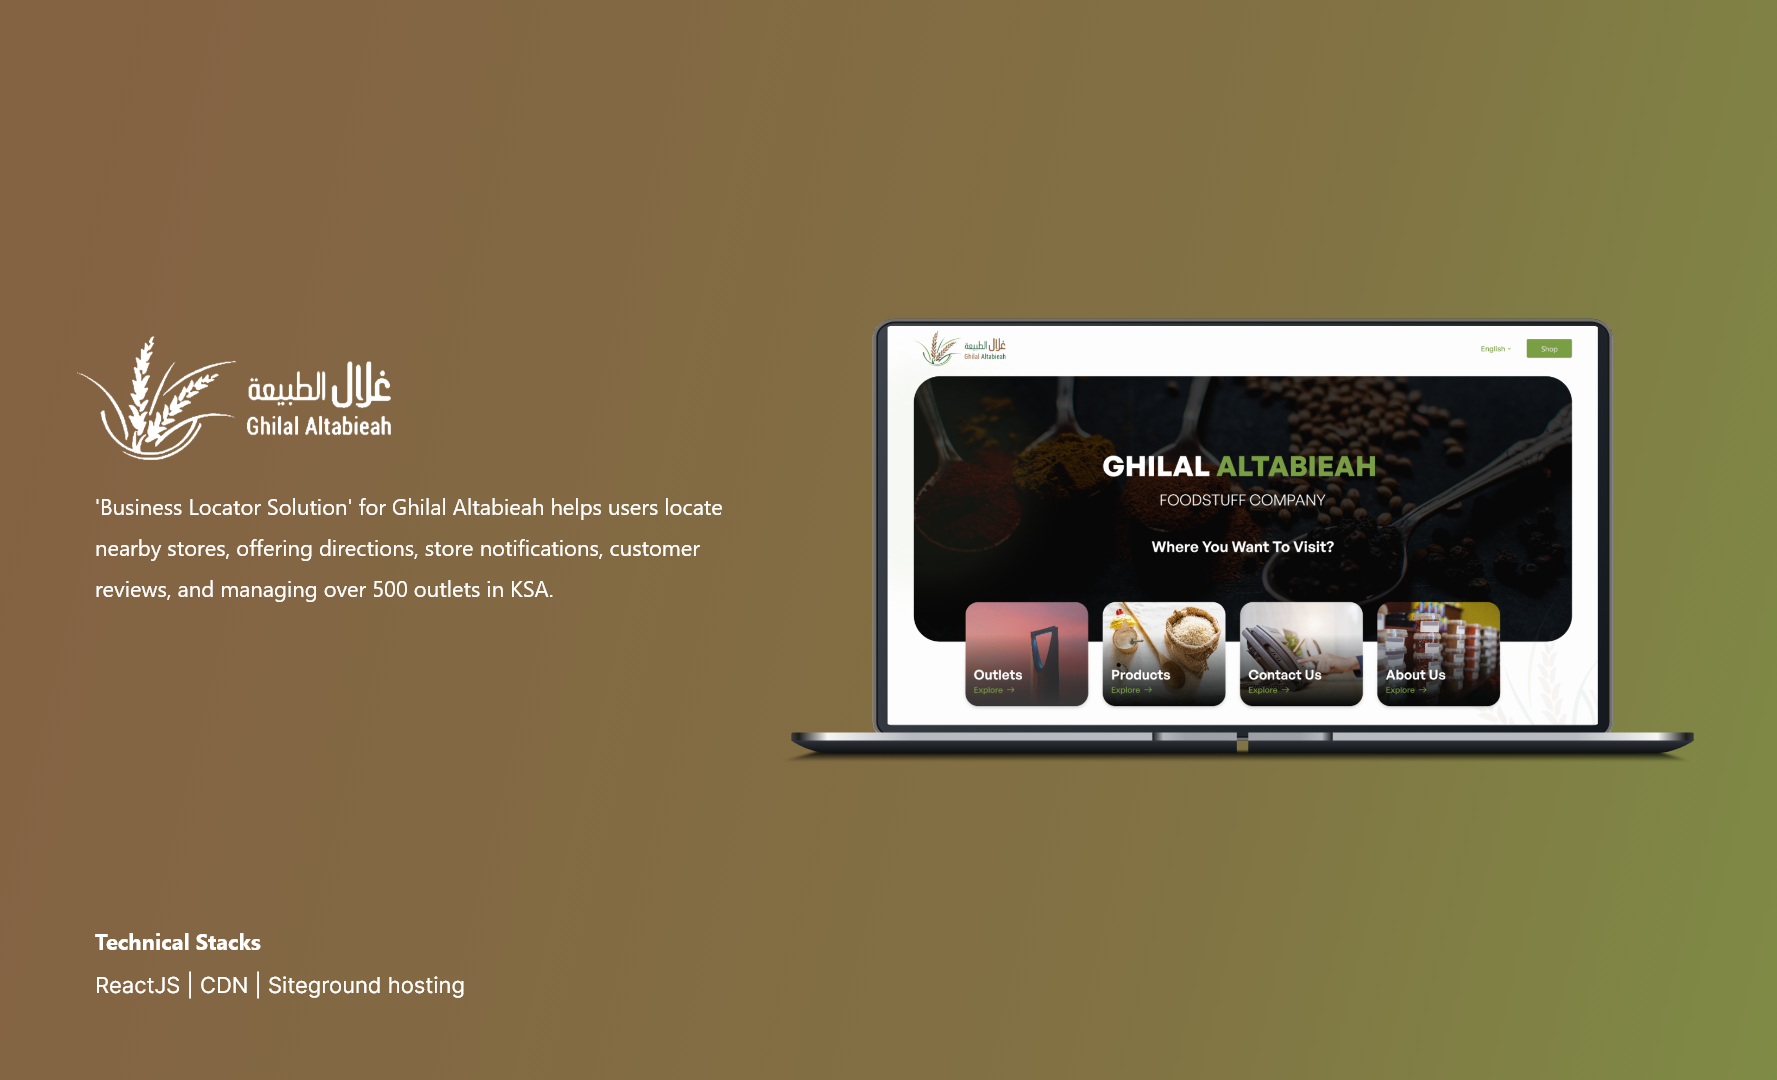 غلال الطبيعة
Ghilal Altabieah
'Business Locator Solution' for Ghilal Altabieah helps users locate
nearby stores, offering directions, store notifications, customer
reviews, and managing over 500 outlets in KSA.
Technical Stacks
ReactJS | CDN | Siteground hosting
غلال الطبيعة
Ghilal Altabieah
English
Shop
GHILAL ALTABIEAH
FOODSTUFF COMPANY
Where You Want To Visit?
Outlets
Explore →
Products
Explore →
Contact Us
Explore →
About Us
Explore →